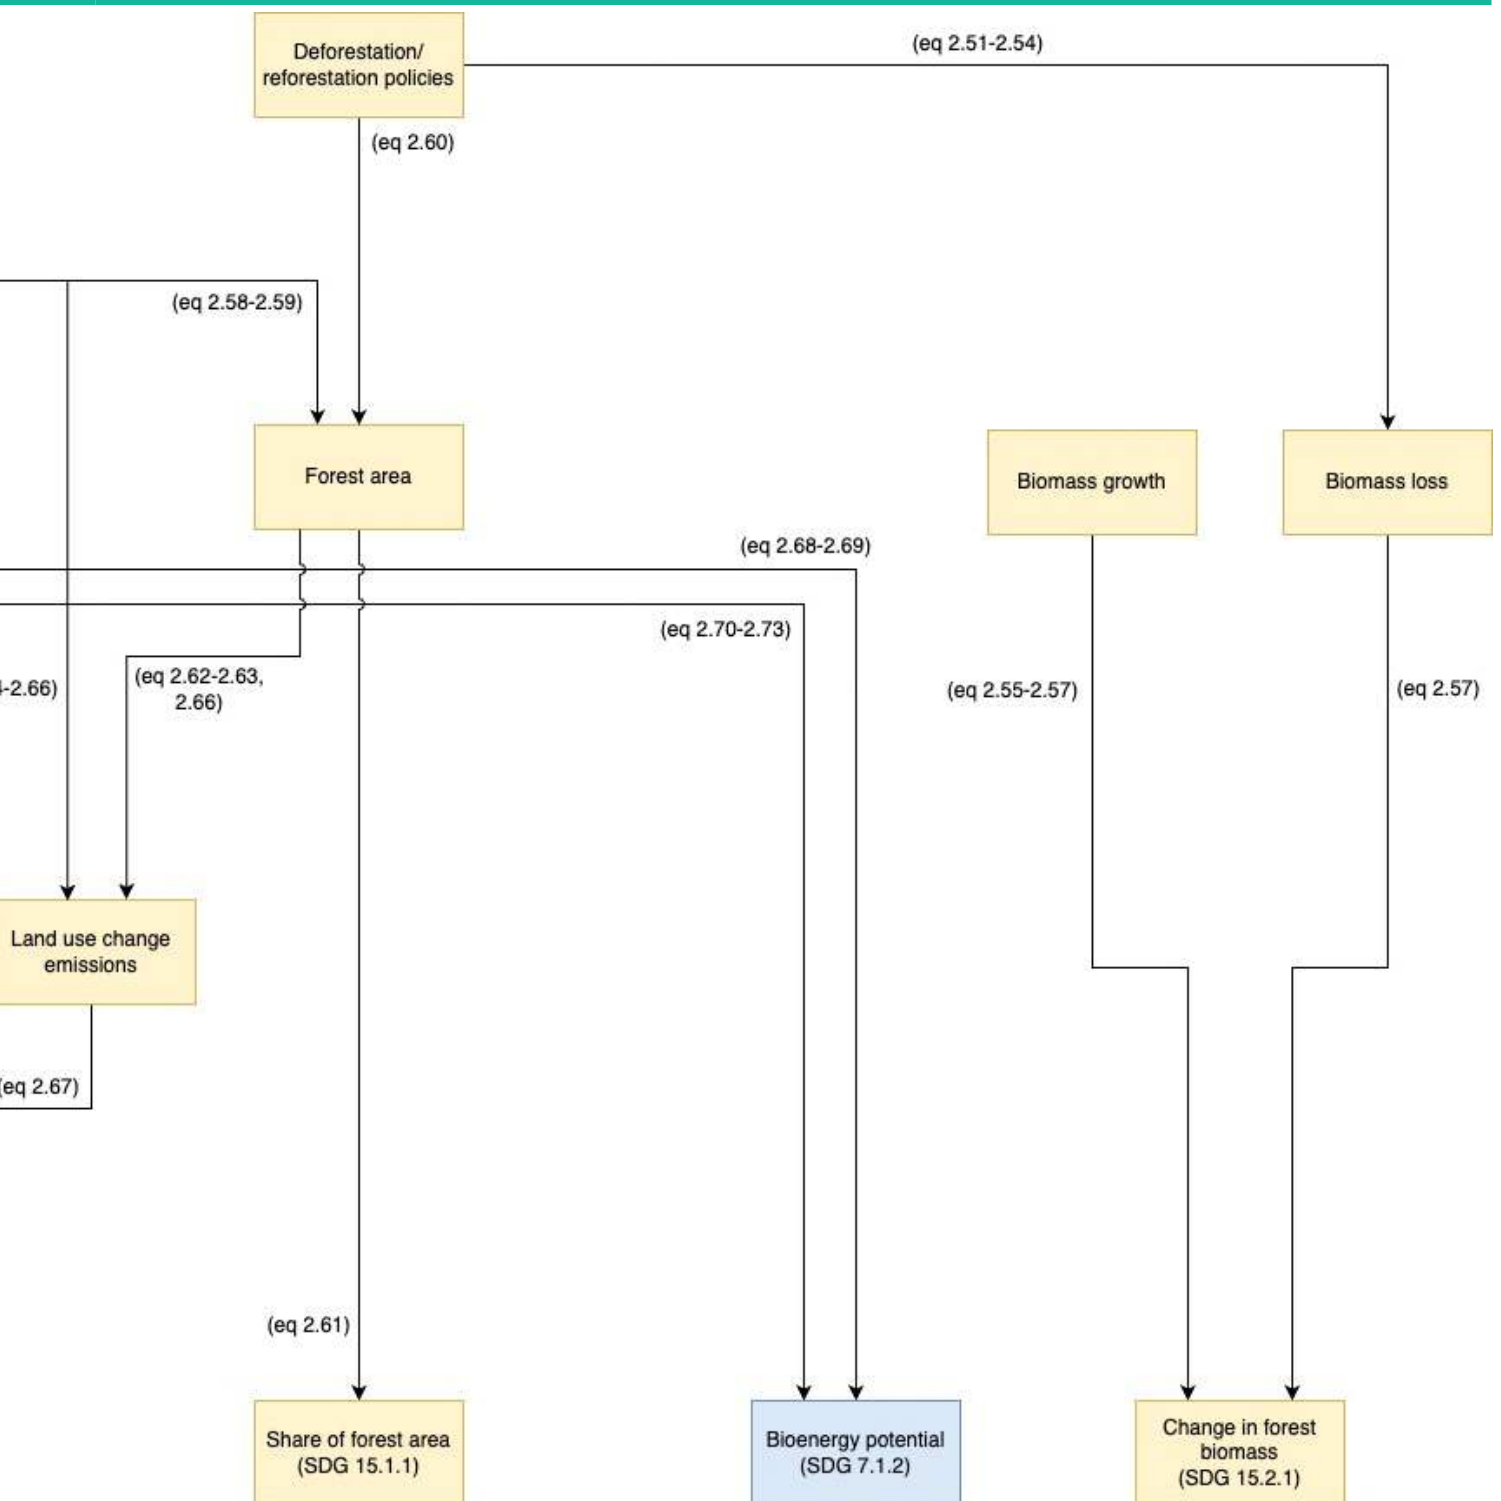 Deforestation/
reforestation policies
(eq 2.51-2.54)
(eq 2.60)
(eq 2.58-2.59)
Forest area
Biomass growth
Biomass loss
(eq 2.68-2.69)
(eq 2.70-2.73)
-2.66)
(eq 2.62-2.63,
2.66)
(eq 2.55-2.57)
(eq 2.57)
Land use change
emissions
(eq 2.67)
(eq 2.61)
Share of forest area
(SDG 15.1.1)
Bioenergy potential
(SDG 7.1.2)
Change in forest
biomass
(SDG 15.2.1)